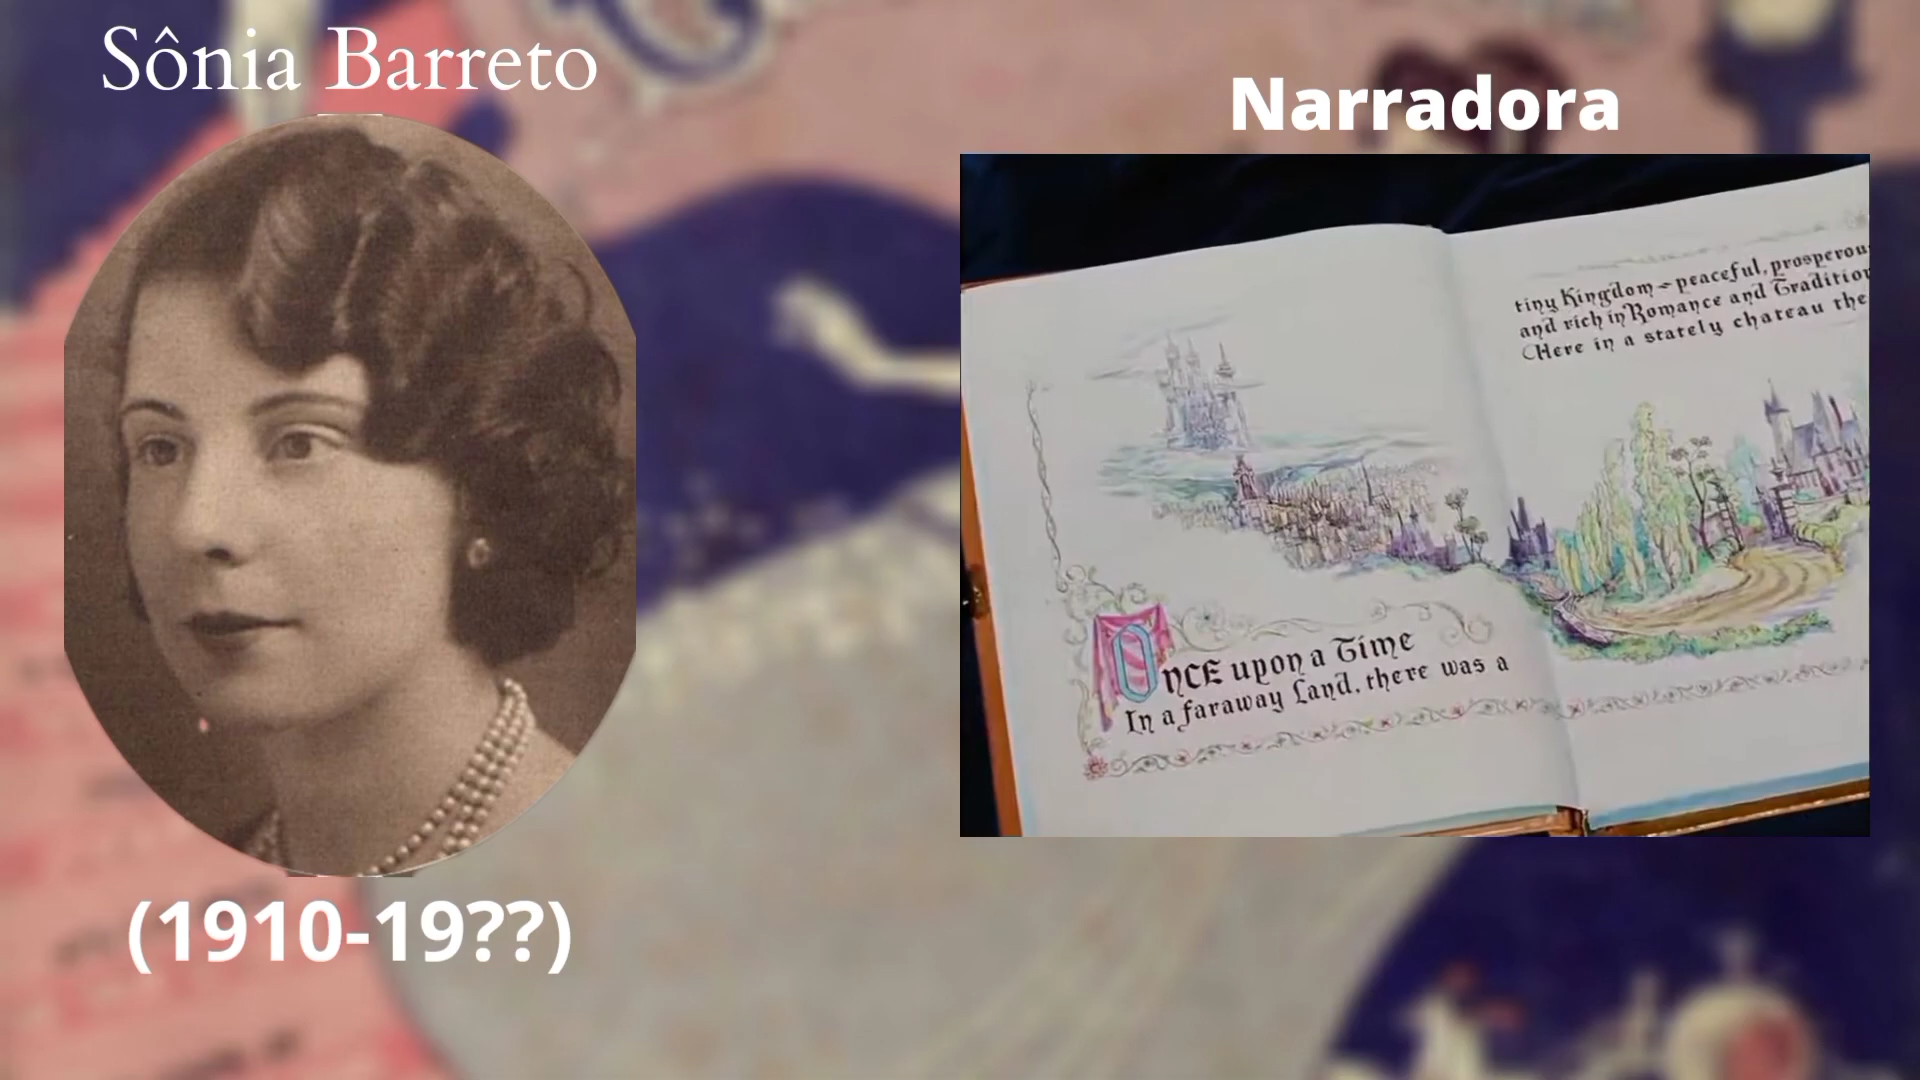 Sônia Barreto
(1910-19??)
Narradora
ONCE upon a Time
In a faraway Land, there was a
tiny Kingdom - peaceful, prosperous
and rich in Romance and Tradition
Here in a stately chateau the